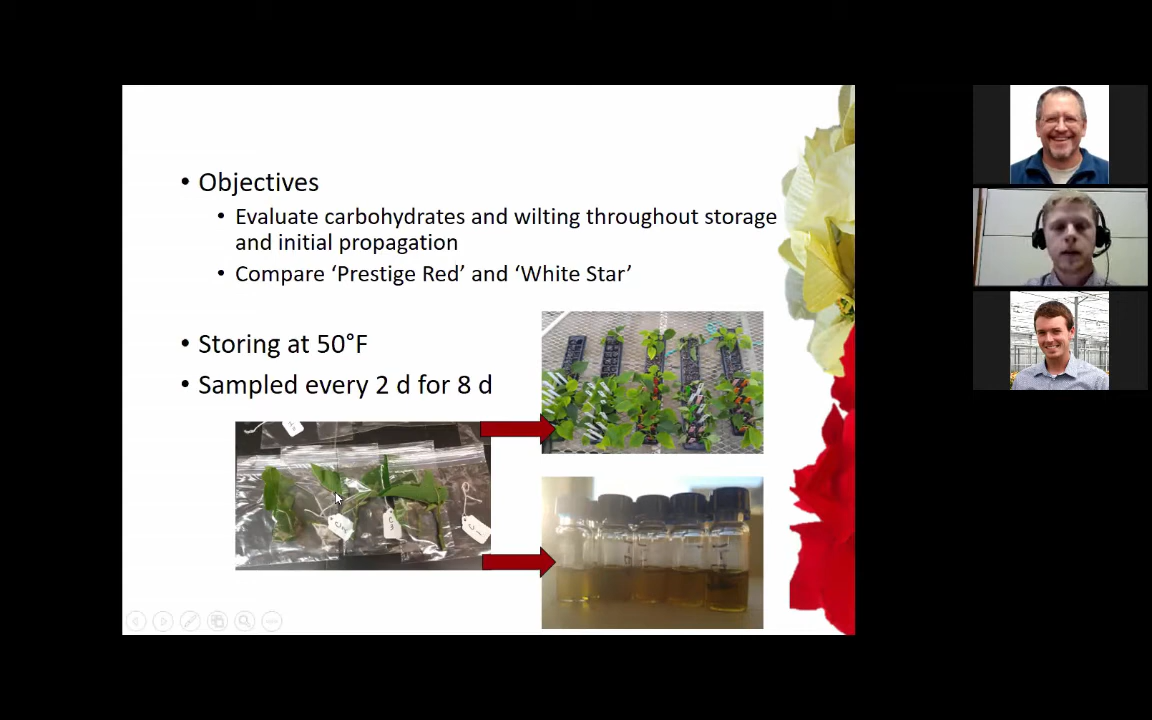 • Objectives
• Evaluate carbohydrates and wilting throughout storage
and initial propagation
• Compare ‘Prestige Red’ and ‘White Star’
• Storing at 50°F
• Sampled every 2 d for 8 d